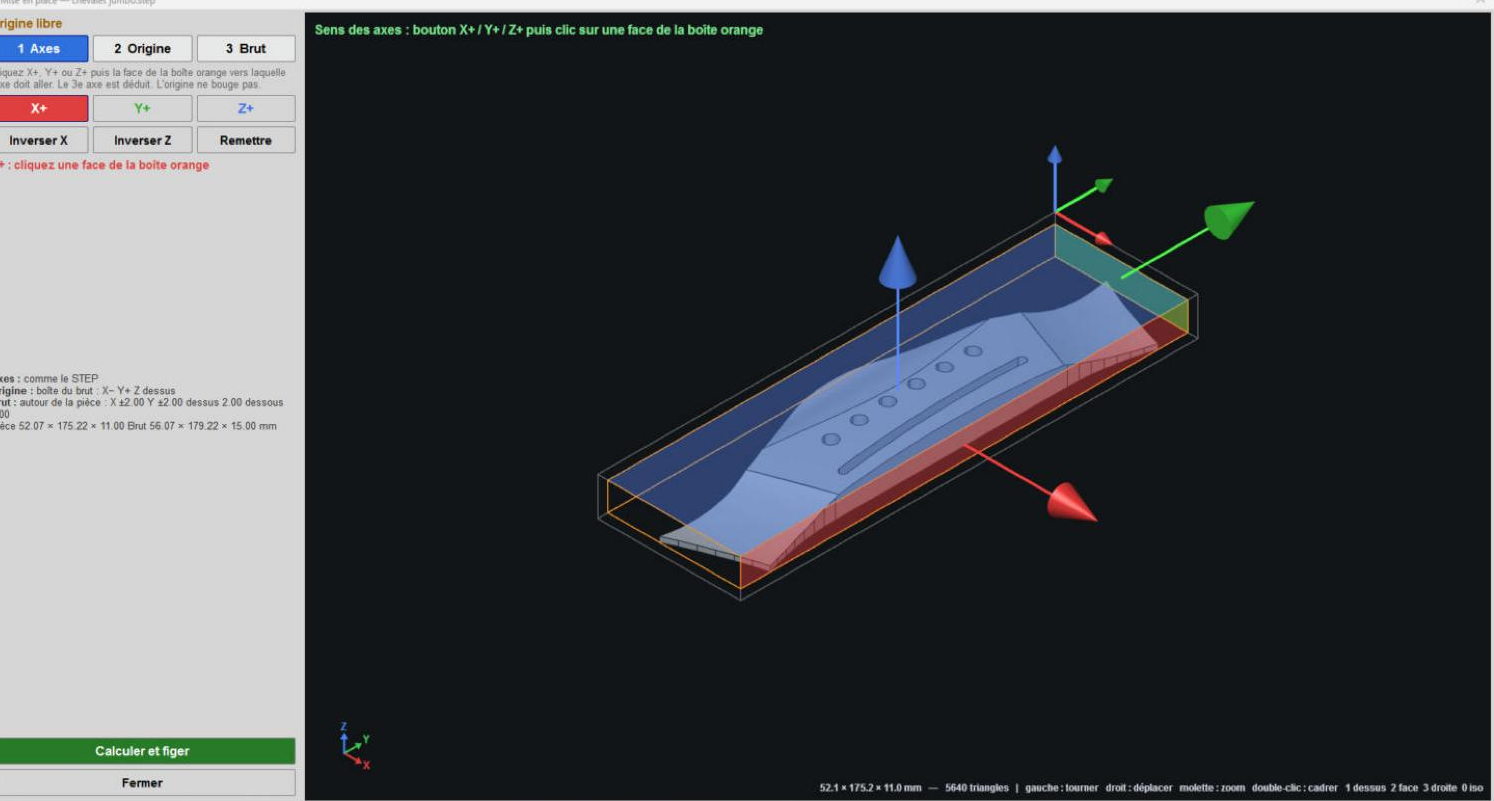 Mise en place — chevalet jumbo.step
rigine libre
1 Axes
2 Origine
3 Brut
iquez X+, Y+ ou Z+ puis la face de la boîte orange vers laquelle
xe doit aller. Le 3e axe est déduit. L'origine ne bouge pas.
X+
Y+
Z+
Inverser X
Inverser Z
Remettre
+ : cliquez une face de la boîte orange
xes : comme le STEP
rigine : boîte du brut : X− Y+ Z dessus
rut : autour de la pièce : X ±2.00 Y ±2.00 dessus 2.00 dessous
00
èce 52.07 × 175.22 × 11.00 Brut 56.07 × 179.22 × 15.00 mm
Calculer et figer
Fermer
Sens des axes : bouton X+ / Y+ / Z+ puis clic sur une face de la boîte orange
Z
Y
X
52.1 × 175.2 × 11.0 mm — 5640 triangles | gauche : tourner droit : déplacer molette : zoom double-clic : cadrer 1 dessus 2 face 3 droite 0 iso